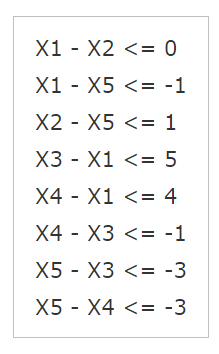 X1 - X2 <= 0
X1 - X5 <= -1
X2 - X5 <= 1
X3 - X1 <= 5
X4 - X1 <= 4
X4 - X3 <= -1
X5 - X3 <= -3
X5 - X4 <= -3